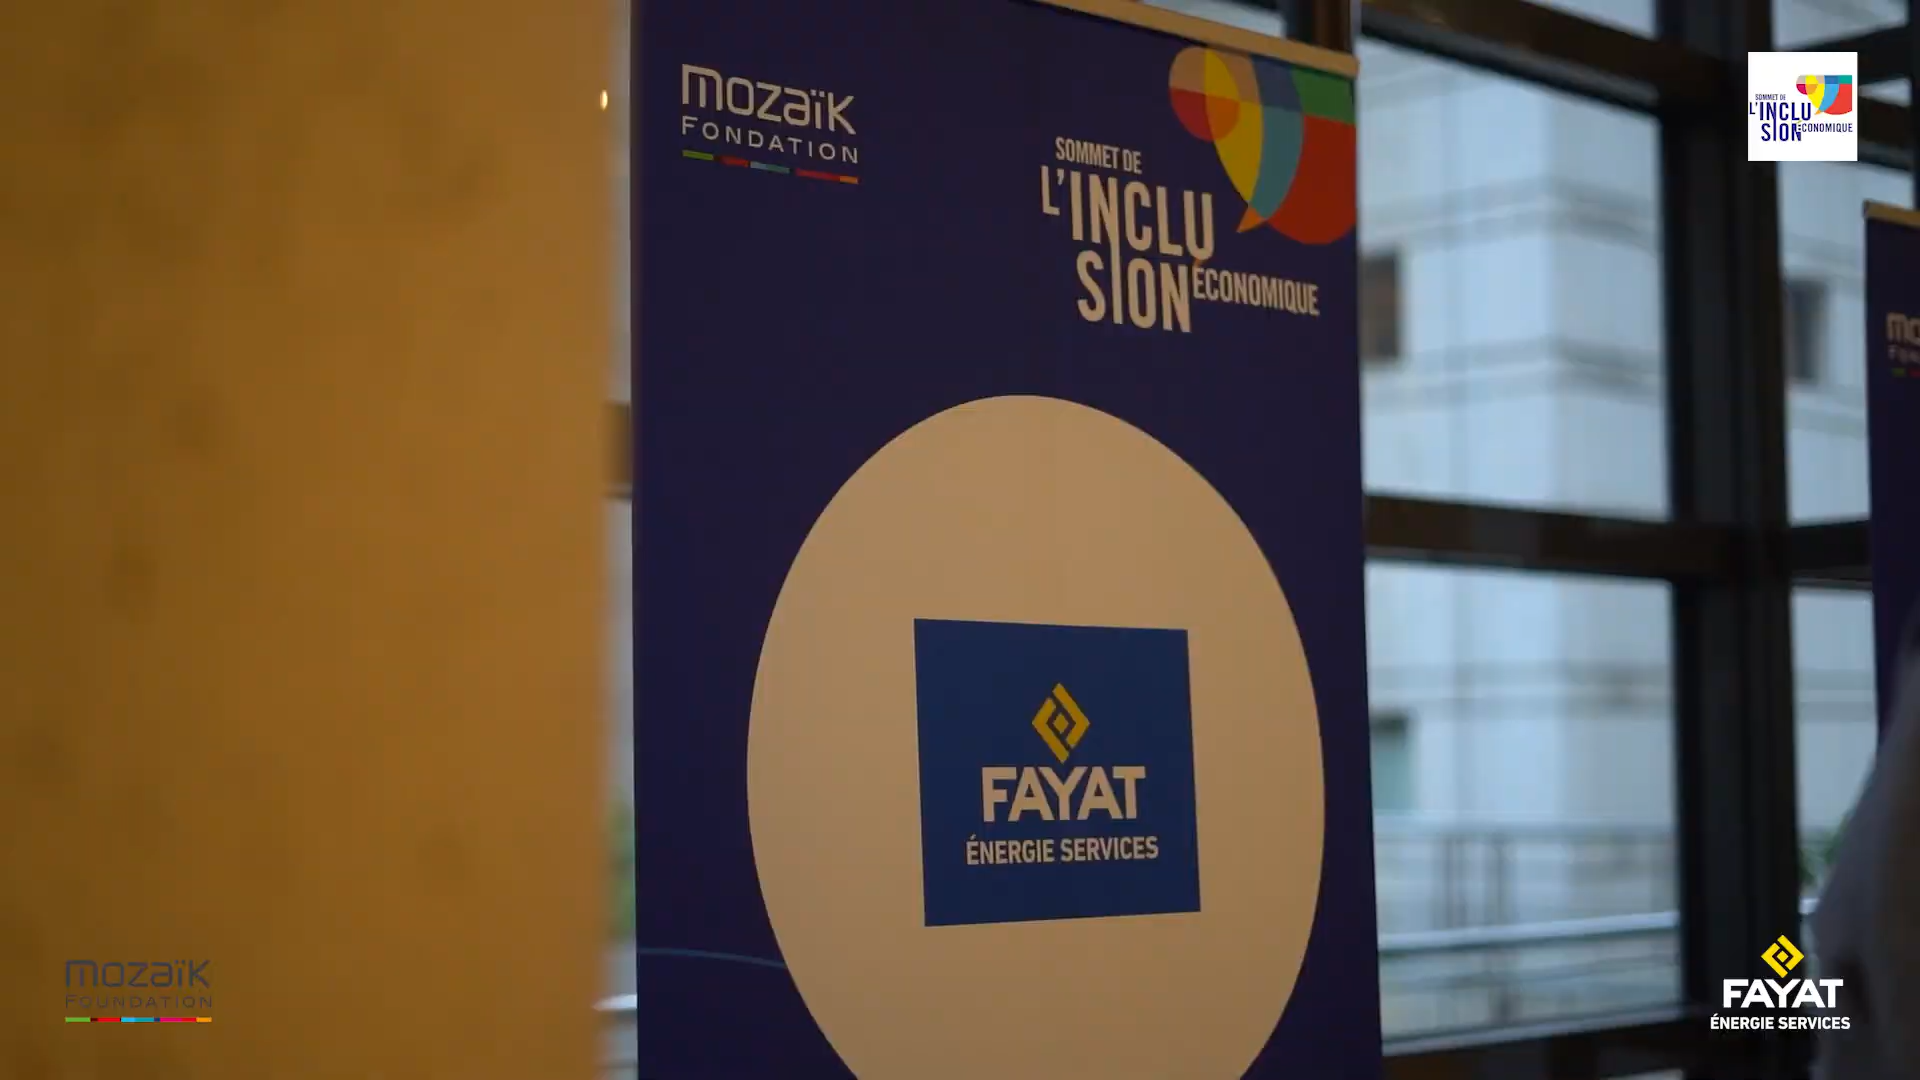 mozaïk
FONDATION
SOMMET DE
L'INCLU
SION ÉCONOMIQUE
FAYAT
ÉNERGIE SERVICES
SOMMET DE
L'INCLU
SION ÉCONOMIQUE
mozaïk
FOUNDATION
FAYAT
ÉNERGIE SERVICES